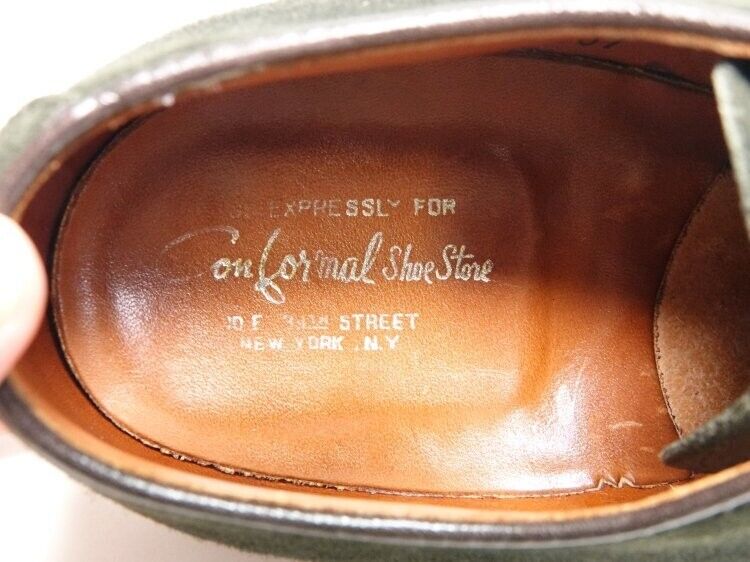 EXPRESSLY FOR
Conformal Shoe Store
STREET
NEW YORK, N.Y